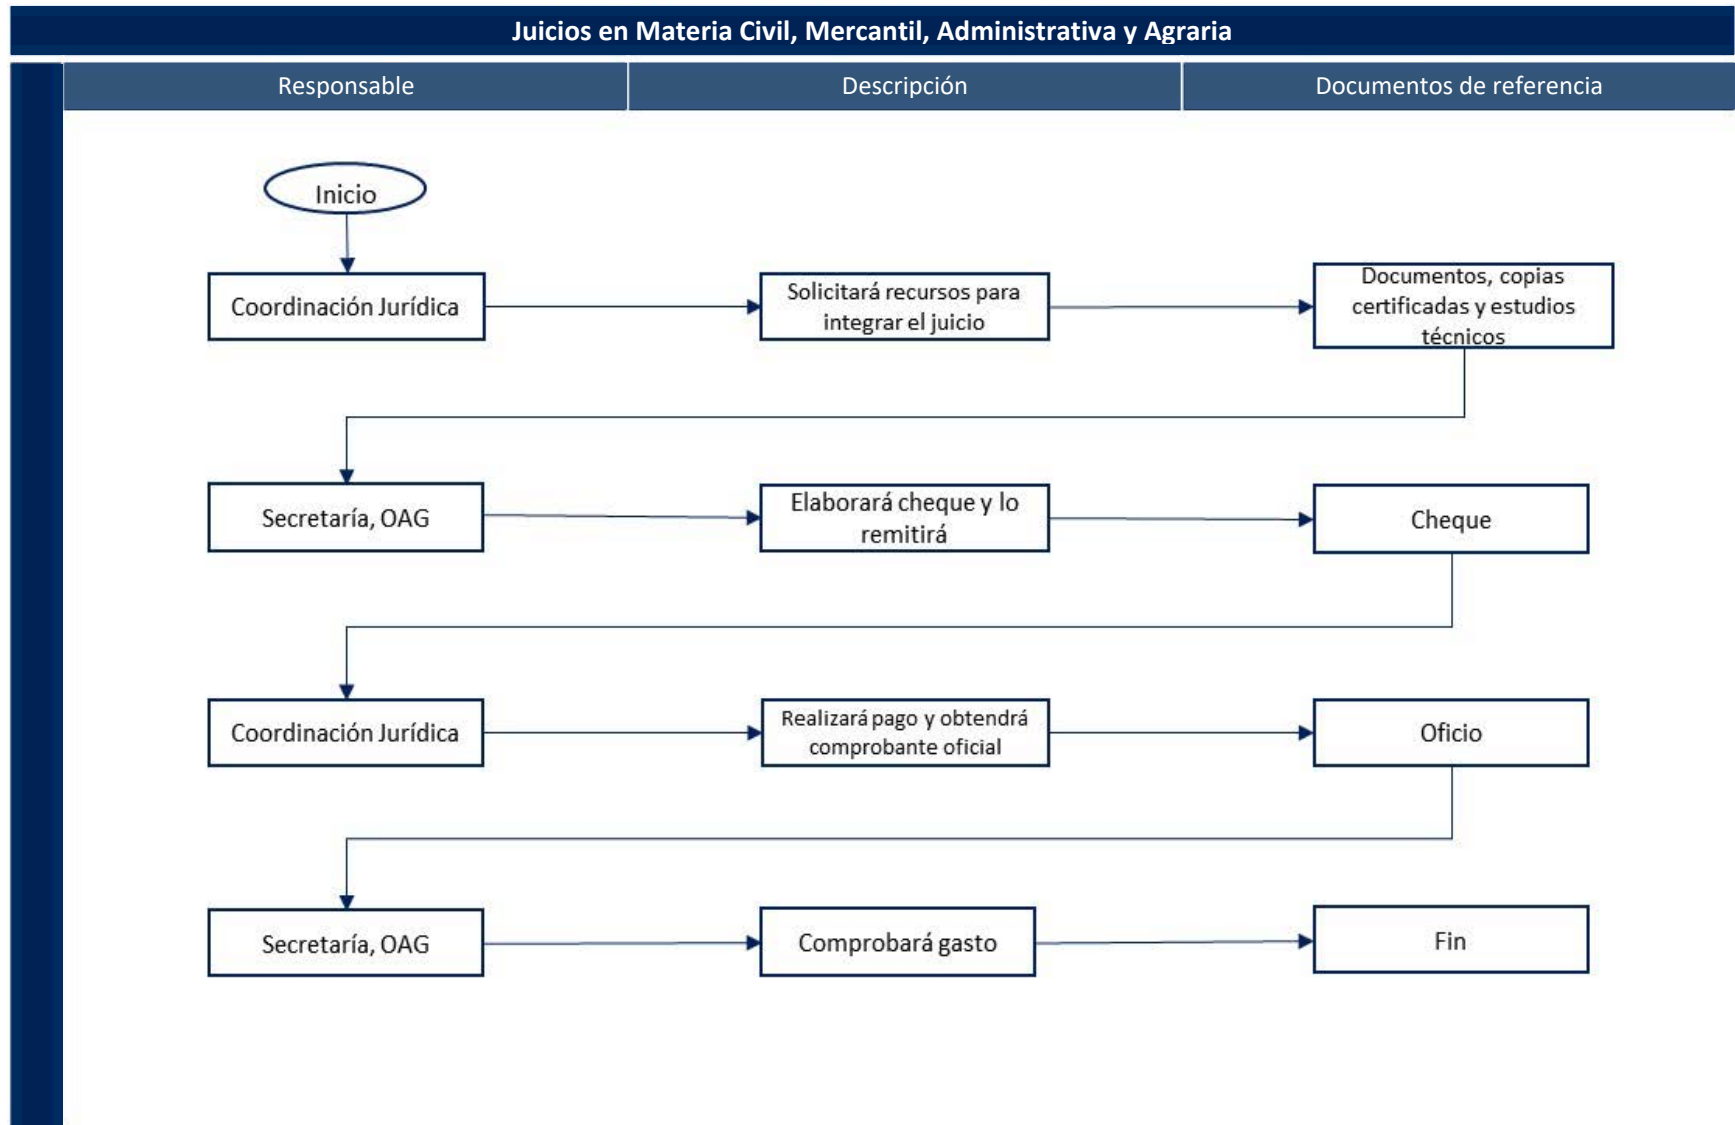 Juicios en Materia Civil, Mercantil, Administrativa y Agraria
Responsable
Descripción
Documentos de referencia
Inicio
Coordinación Jurídica
Solicitará recursos para
integrar el juicio
Documentos, copias
certificadas y estudios
técnicos
Secretaría, OAG
Elaborará cheque y lo
remitirá
Cheque
Coordinación Jurídica
Realizará pago y obtendrá
comprobante oficial
Oficio
Secretaría, OAG
Comprobará gasto
Fin